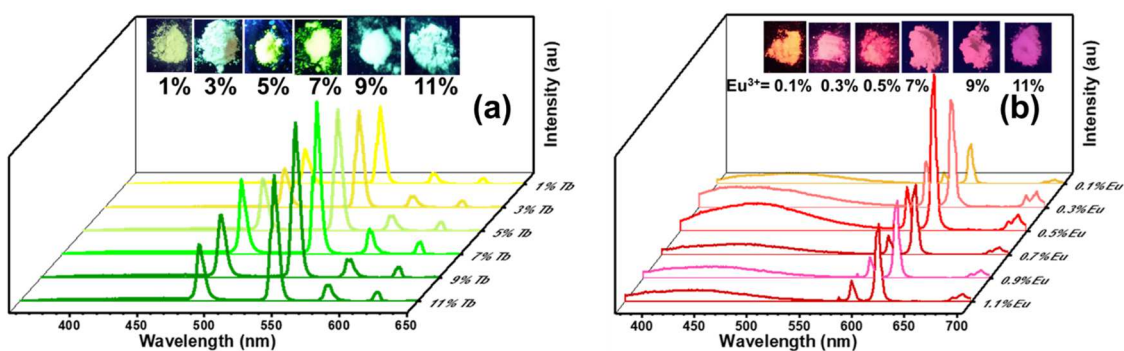 1% 3% 5% 7% 9% 11%
(a)
Intensity (au)
1% Tb
3% Tb
5% Tb
7% Tb
9% Tb
11% Tb
400 450 500 550 600 650
Wavelength (nm)
Eu3+= 0.1% 0.3% 0.5% 7% 9% 11%
(b)
Intensity (au)
0.1%Eu
0.3%Eu
0.5%Eu
0.7%Eu
0.9%Eu
1.1%Eu
400 450 500 550 600 650 700
Wavelength (nm)